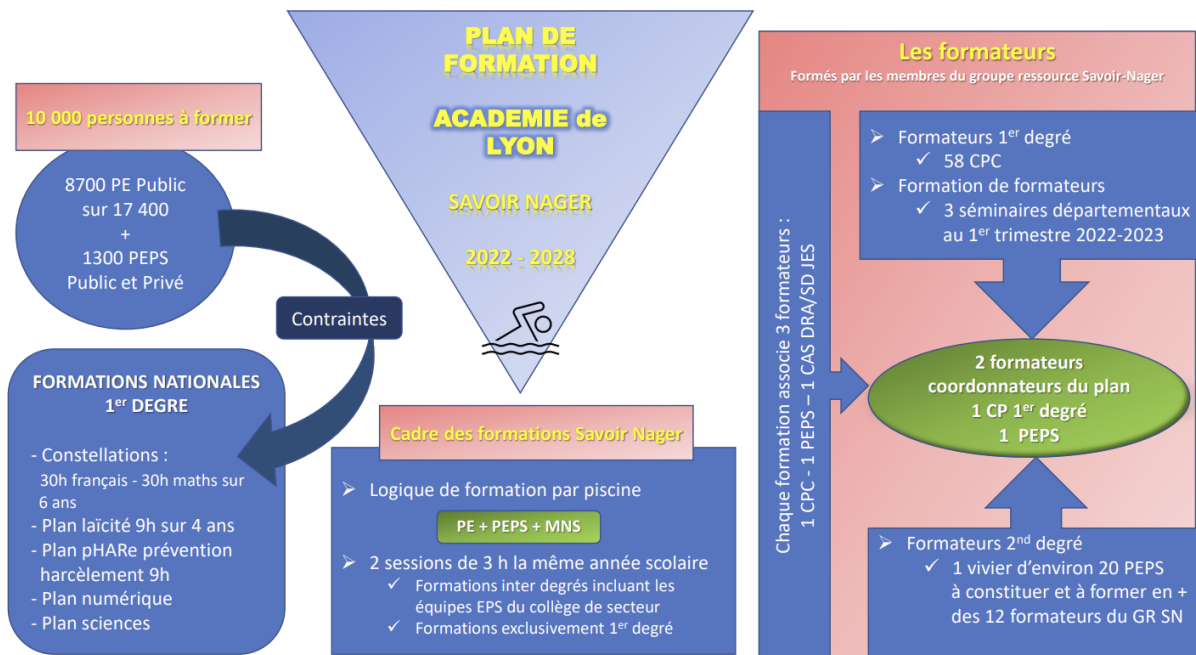 PLAN DE
FORMATION
ACADEMIE de
LYON
SAVOIR NAGER
2022 - 2028
10 000 personnes à former
8700 PE Public
sur 17 400
+
1300 PEPS
Public et Privé
Contraintes
FORMATIONS NATIONALES
1er DEGRE
- Constellations :
30h français - 30h maths sur
6 ans
- Plan laïcité 9h sur 4 ans
- Plan pHARe prévention
harcèlement 9h
- Plan numérique
- Plan sciences
Cadre des formations Savoir Nager
➢ Logique de formation par piscine
PE + PEPS + MNS
➢ 2 sessions de 3 h la même année scolaire
✓ Formations inter degrés incluant les
équipes EPS du collège de secteur
✓ Formations exclusivement 1er degré
Les formateurs
Formés par les membres du groupe ressource Savoir-Nager
Chaque formation associe 3 formateurs :
1 CPC - 1 PEPS – 1 CAS DRA/SD JES
➢ Formateurs 1er degré
✓ 58 CPC
➢ Formation de formateurs
✓ 3 séminaires départementaux
au 1er trimestre 2022-2023
2 formateurs
coordonnateurs du plan
1 CP 1er degré
1 PEPS
➢ Formateurs 2nd degré
✓ 1 vivier d'environ 20 PEPS
à constituer et à former en +
des 12 formateurs du GR SN